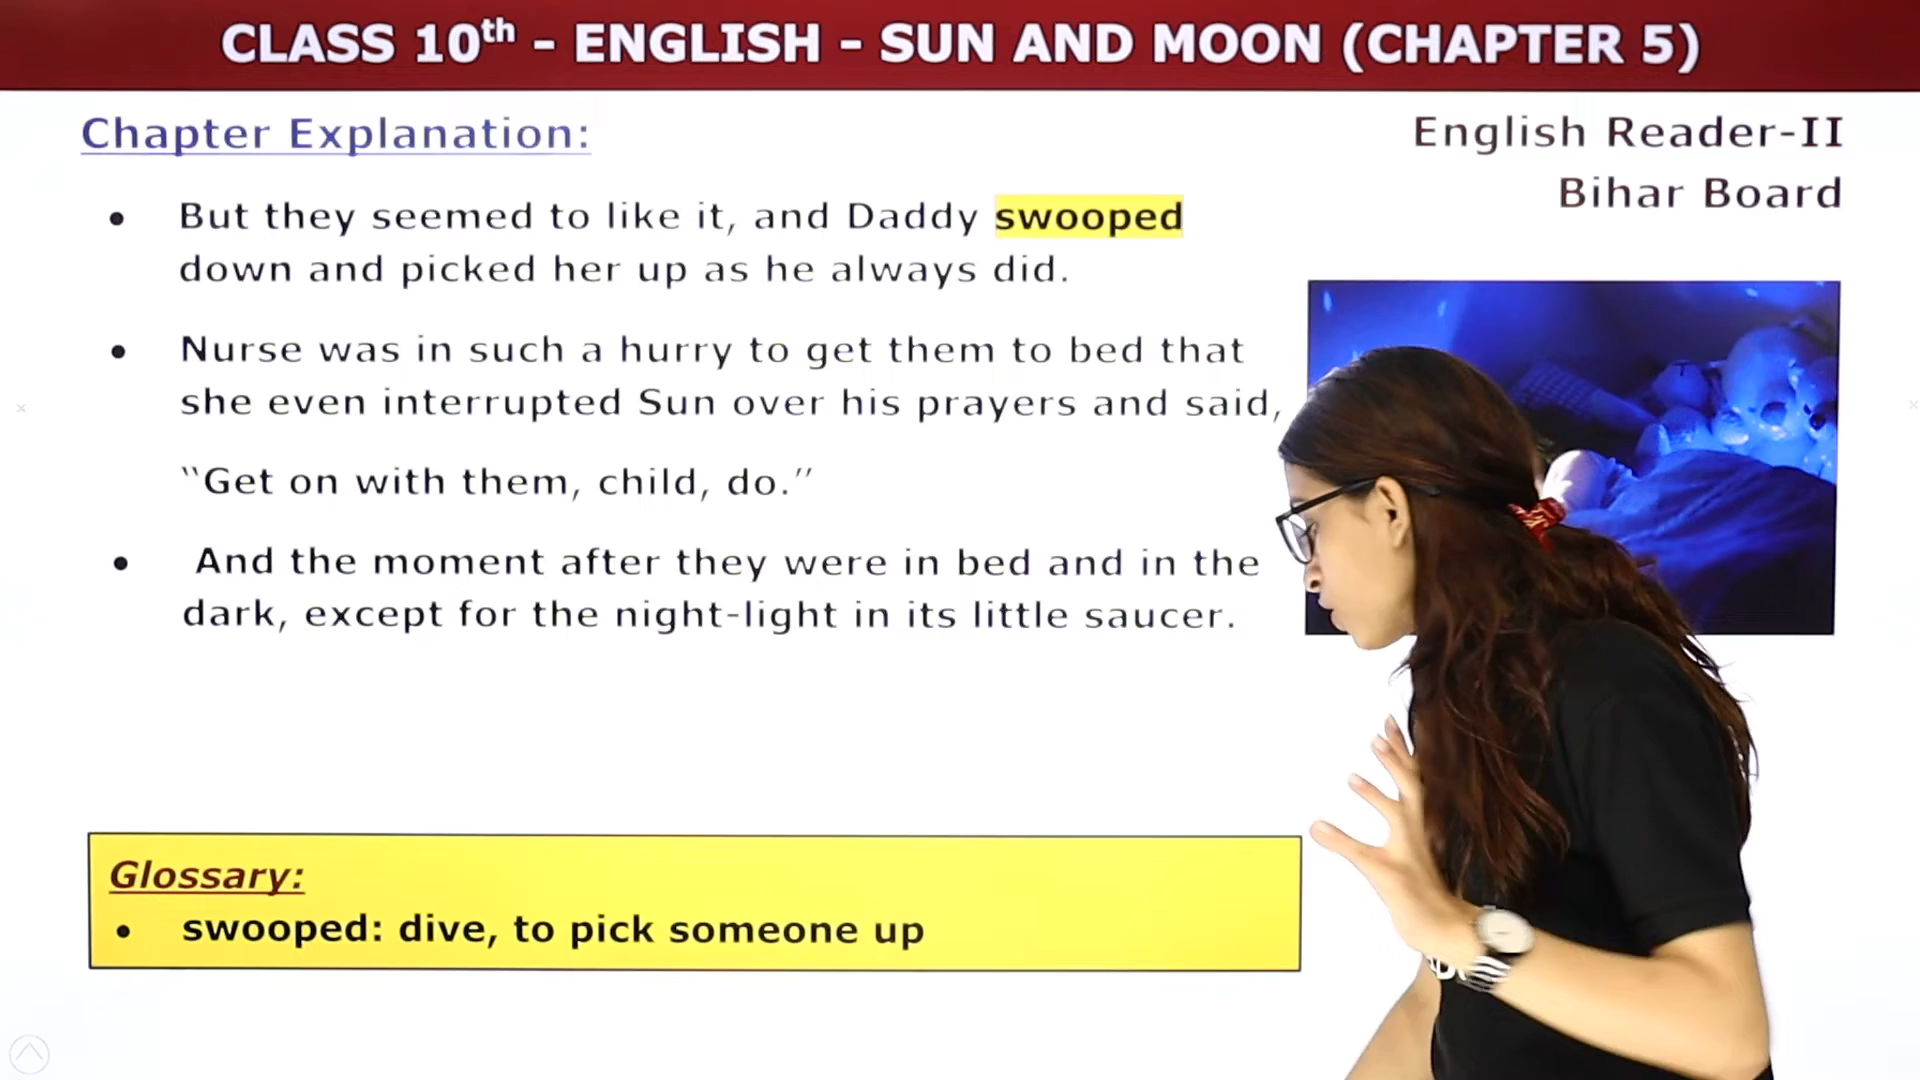 CLASS 10th - ENGLISH - SUN AND MOON (CHAPTER 5)
Chapter Explanation:
English Reader-II
Bihar Board
• But they seemed to like it, and Daddy swooped
down and picked her up as he always did.
• Nurse was in such a hurry to get them to bed that
she even interrupted Sun over his prayers and said,
“Get on with them, child, do.”
• And the moment after they were in bed and in the
dark, except for the night-light in its little saucer.
Glossary:
• swooped: dive, to pick someone up